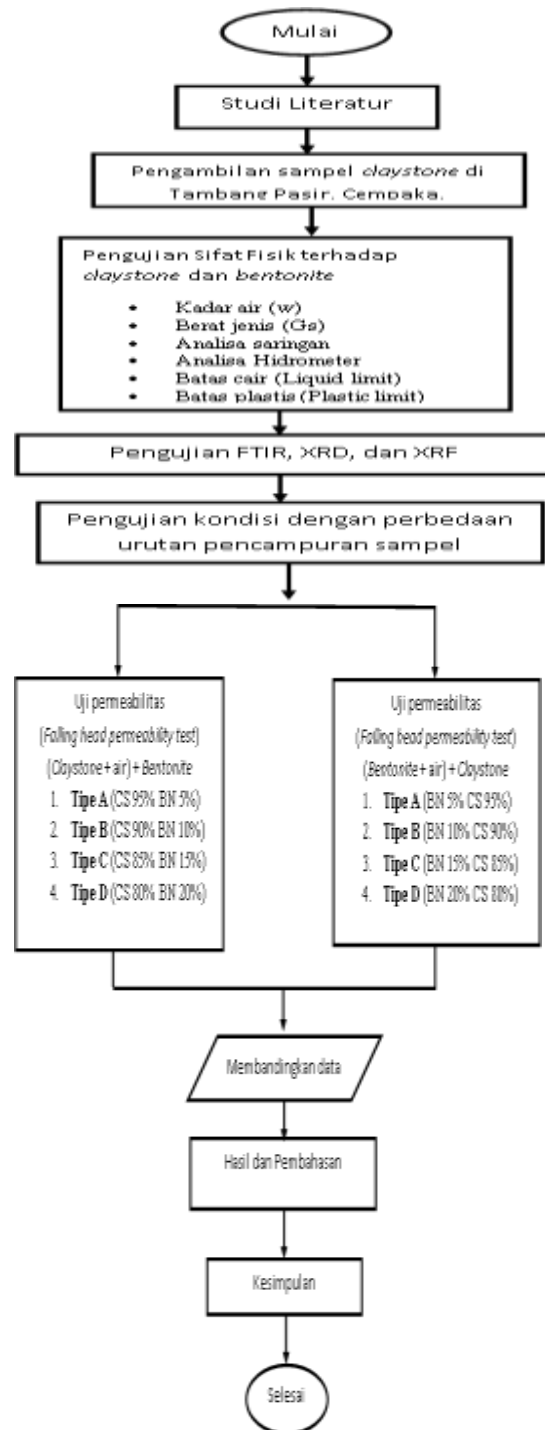 Mulai
Studi Literatur
Pengambilan sampel claystone di
Tambang Pasir. Cempaka.
Pengujian Sifat Fisik terhadap
claystone dan bentonite
• Kadar air (w)
• Berat jenis (Gs)
• Analisa saringan
• Analisa Hidrometer
• Batas cair (Liquid limit)
• Batas plastis (Plastic limit)
Pengujian FTIR, XRD, dan XRF
Pengujian kondisi dengan perbedaan
urutan pencampuran sampel
Uji permeabilitas
(Falling head permeability test)
(Claystone + air) + Bentonite
1. Tipe A (CS 95% BN 5%)
2. Tipe B (CS 90% BN 10%)
3. Tipe C (CS 85% BN 15%)
4. Tipe D (CS 80% BN 20%)
Uji permeabilitas
(Falling head permeability test)
(Bentonite + air) + Claystone
1. Tipe A (BN 5% CS 95%)
2. Tipe B (BN 10% CS 90%)
3. Tipe C (BN 15% CS 85%)
4. Tipe D (BN 20% CS 80%)
Membandingkan data
Hasil dan Pembahasan
Kesimpulan
Selesai